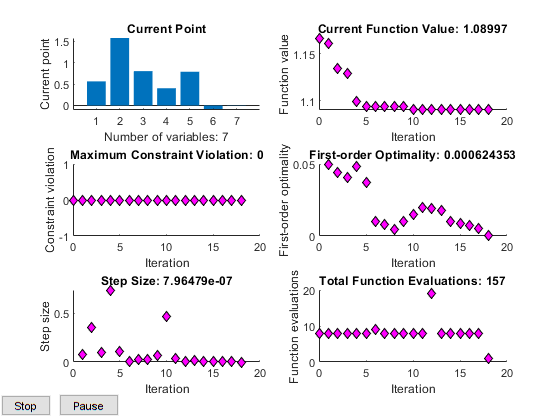 Current Point
Current point
1.5
1
0.5
0
1 2 3 4 5 6 7
Number of variables: 7
Current Function Value: 1.08997
Function value
1.15
1.1
0 5 10 15 20
Iteration
Maximum Constraint Violation: 0
Constraint violation
1
0
-1
0 5 10 15 20
Iteration
First-order Optimality: 0.000624353
First-order optimality
0.05
0
0 5 10 15 20
Iteration
Step Size: 7.96479e-07
Step size
0.5
0
0 5 10 15 20
Iteration
Total Function Evaluations: 157
Function evaluations
20
10
0
0 5 10 15 20
Iteration
Stop
Pause